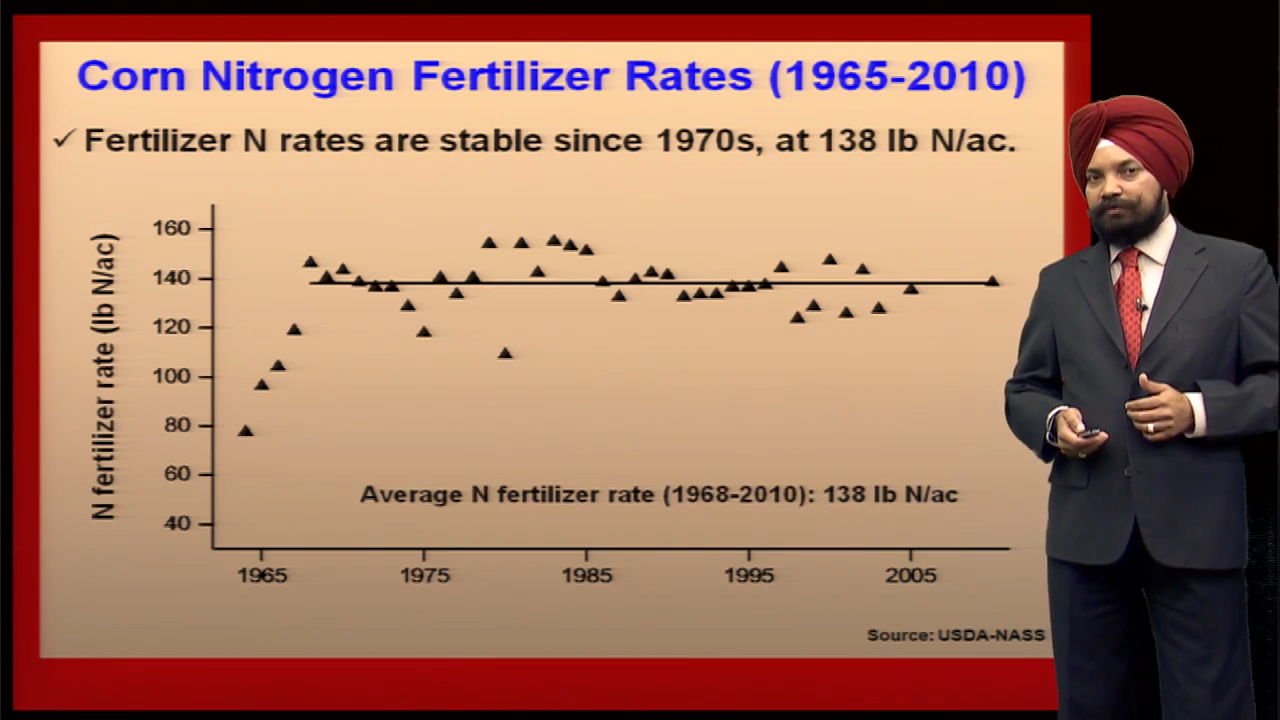 Corn Nitrogen Fertilizer Rates (1965-2010)
✓ Fertilizer N rates are stable since 1970s, at 138 lb N/ac.
N fertilizer rate (lb N/ac)
160
140
120
100
80
60
40
Average N fertilizer rate (1968-2010): 138 lb N/ac
1965 1975 1985 1995 2005
Source: USDA-NASS